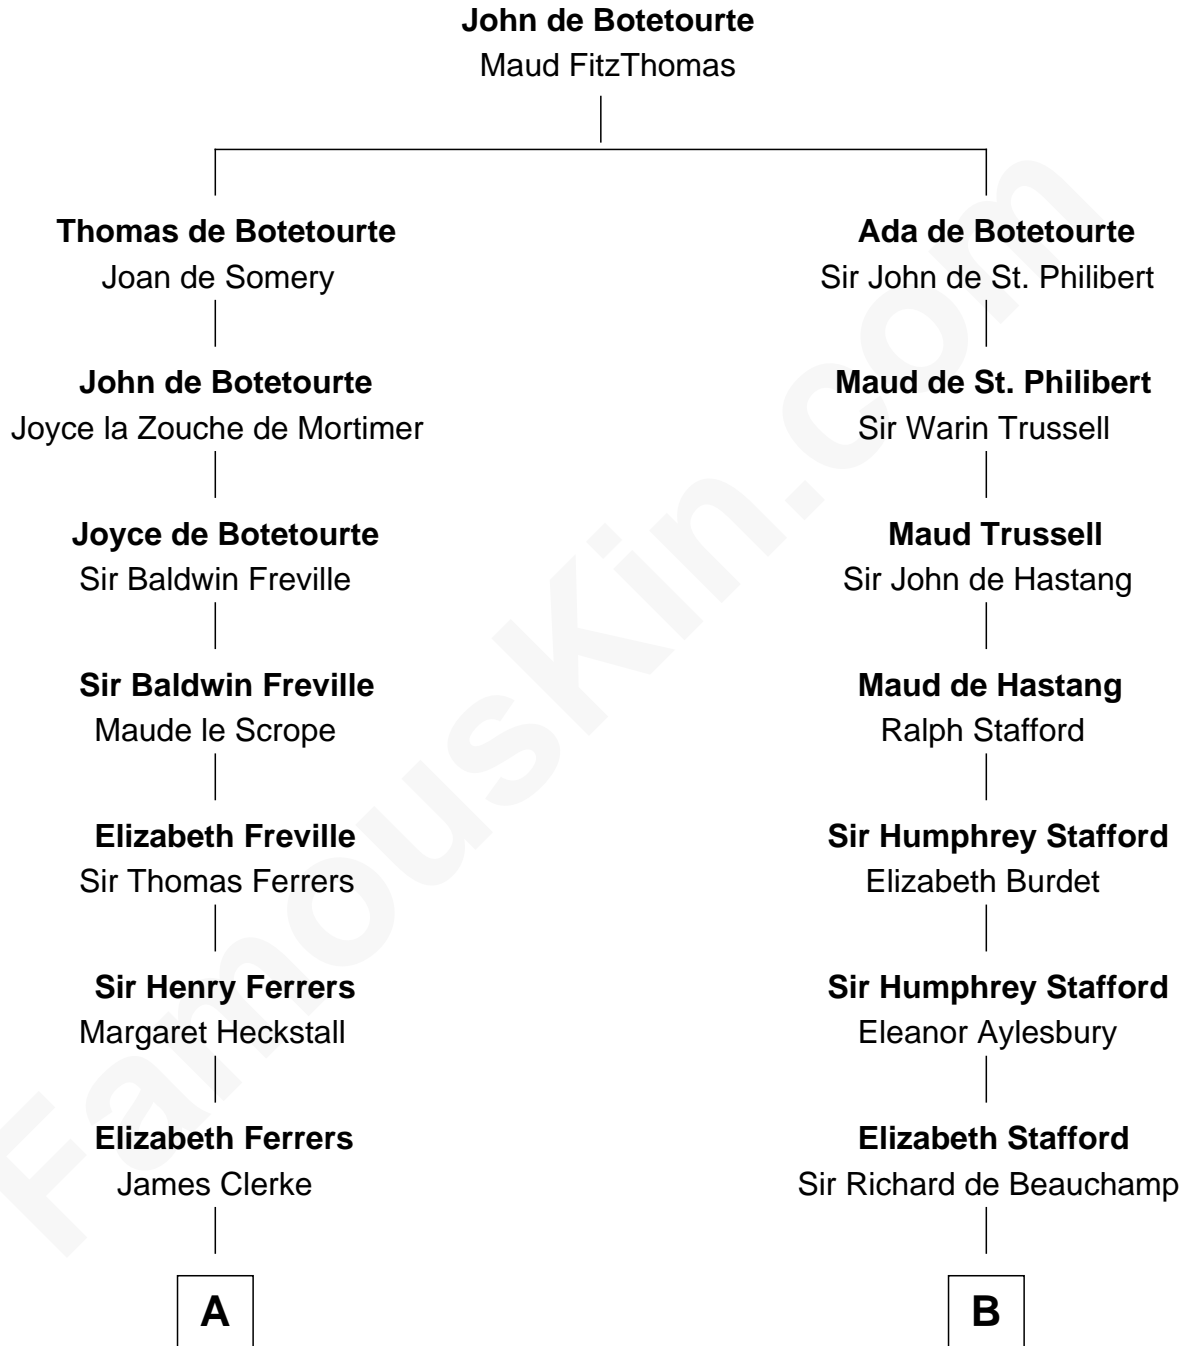 John de Botetourte
Maud FitzThomas
Thomas de Botetourte
Joan de Somery
John de Botetourte
Joyce la Zouche de Mortimer
Joyce de Botetourte
Sir Baldwin Freville
Sir Baldwin Freville
Maude le Scrope
Elizabeth Freville
Sir Thomas Ferrers
Sir Henry Ferrers
Margaret Heckstall
Elizabeth Ferrers
James Clerke
A
Ada de Botetourte
Sir John de St. Philibert
Maud de St. Philibert
Sir Warin Trussell
Maud Trussell
Sir John de Hastang
Maud de Hastang
Ralph Stafford
Sir Humphrey Stafford
Elizabeth Burdet
Sir Humphrey Stafford
Eleanor Aylesbury
Elizabeth Stafford
Sir Richard de Beauchamp
B
FamousKin.com